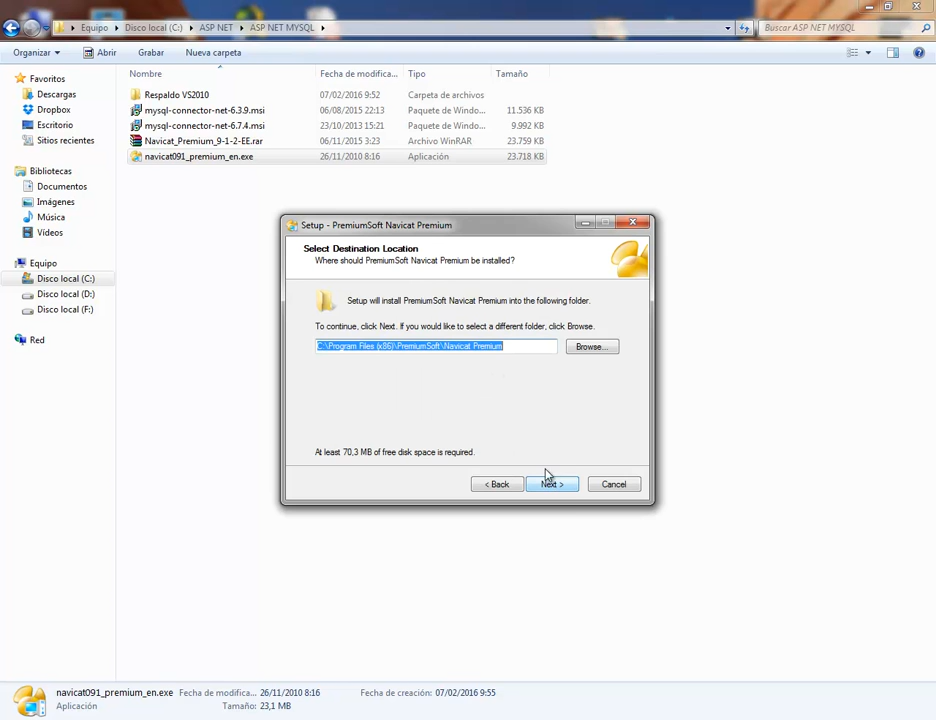 Equipo ▸ Disco local (C:) ▸ ASP NET ▸ ASP NET MYSQL ▸
Buscar ASP NET MYSQL
Organizar Abrir Grabar Nueva carpeta
Nombre Fecha de modifica... Tipo Tamaño
Favoritos
Descargas
Dropbox
Escritorio
Sitios recientes
Bibliotecas
Documentos
Imágenes
Música
Vídeos
Equipo
Disco local (C:)
Disco local (D:)
Disco local (F:)
Red
Respaldo VS2010 07/02/2016 9:52 Carpeta de archivos
mysql-connector-net-6.3.9.msi 06/08/2015 22:13 Paquete de Windo... 11.536 KB
mysql-connector-net-6.7.4.msi 23/10/2013 15:21 Paquete de Windo... 9.992 KB
Navicat_Premium_9-1-2-EE.rar 06/11/2015 3:23 Archivo WinRAR 23.759 KB
navicat091_premium_en.exe 26/11/2010 8:16 Aplicación 23.718 KB
Setup - PremiumSoft Navicat Premium
Select Destination Location
Where should PremiumSoft Navicat Premium be installed?
Setup will install PremiumSoft Navicat Premium into the following folder.
To continue, click Next. If you would like to select a different folder, click Browse.
C:\Program Files (x86)\PremiumSoft\Navicat Premium
Browse...
At least 70,3 MB of free disk space is required.
< Back Next > Cancel
navicat091_premium_en.exe Fecha de modifica... 26/11/2010 8:16 Fecha de creación: 07/02/2016 9:55
Aplicación Tamaño: 23,1 MB